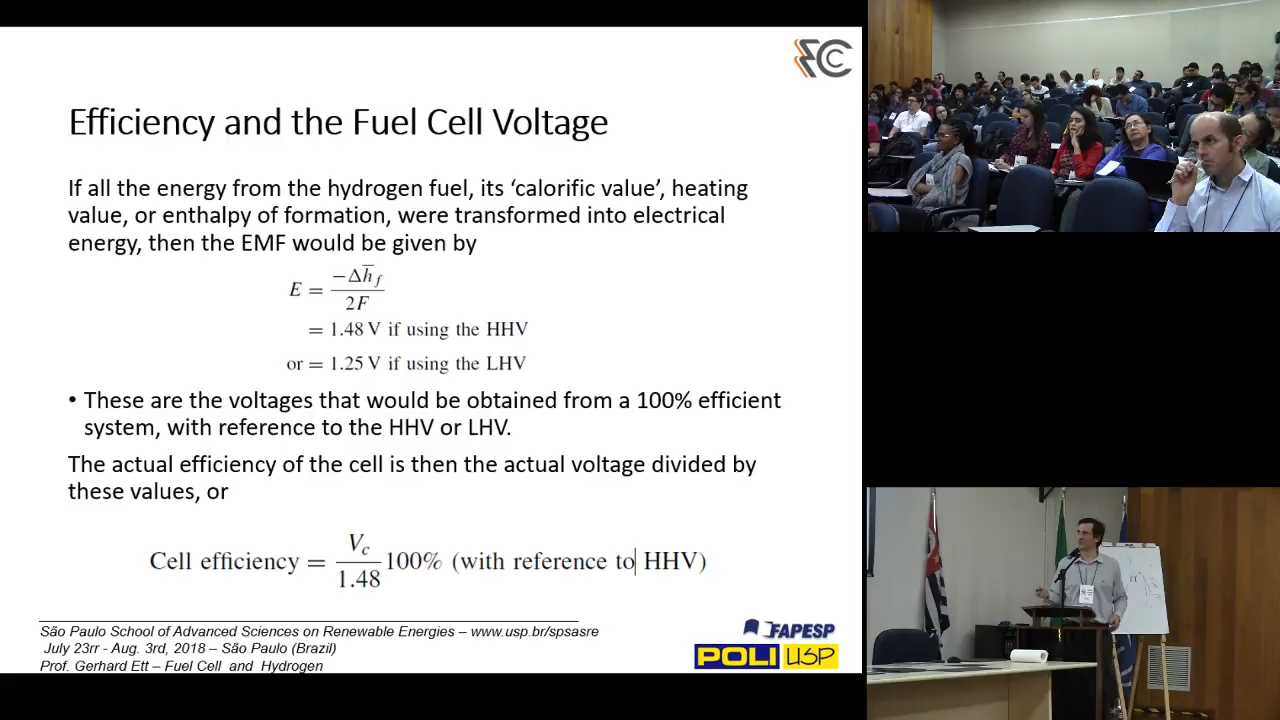 FC
Efficiency and the Fuel Cell Voltage
If all the energy from the hydrogen fuel, its ‘calorific value’, heating
value, or enthalpy of formation, were transformed into electrical
energy, then the EMF would be given by
E = −Δh̅f / 2F
= 1.48 V if using the HHV
or = 1.25 V if using the LHV
• These are the voltages that would be obtained from a 100% efficient
system, with reference to the HHV or LHV.
The actual efficiency of the cell is then the actual voltage divided by
these values, or
Cell efficiency = Vc / 1.48 100% (with reference to HHV)
São Paulo School of Advanced Sciences on Renewable Energies – www.usp.br/spsasre
July 23rr - Aug. 3rd, 2018 – São Paulo (Brazil)
Prof. Gerhard Ett – Fuel Cell and Hydrogen
FAPESP
POLI USP